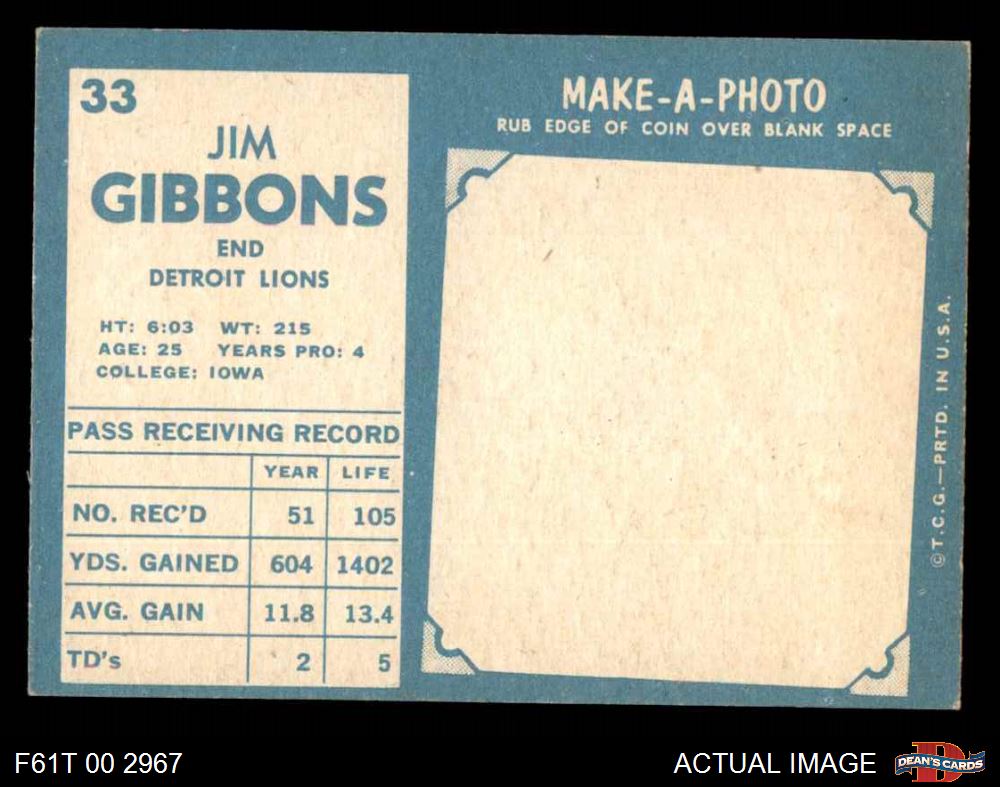 33
JIM
GIBBONS
END
DETROIT LIONS
HT: 6:03 WT: 215
AGE: 25 YEARS PRO: 4
COLLEGE: IOWA
PASS RECEIVING RECORD
YEAR LIFE
NO. REC'D 51 105
YDS. GAINED 604 1402
AVG. GAIN 11.8 13.4
TD's 2 5
MAKE-A-PHOTO
RUB EDGE OF COIN OVER BLANK SPACE
©T.C.G.—PRTD. IN U.S.A.
F61T 00 2967
ACTUAL IMAGE
D
DEAN'S CARDS